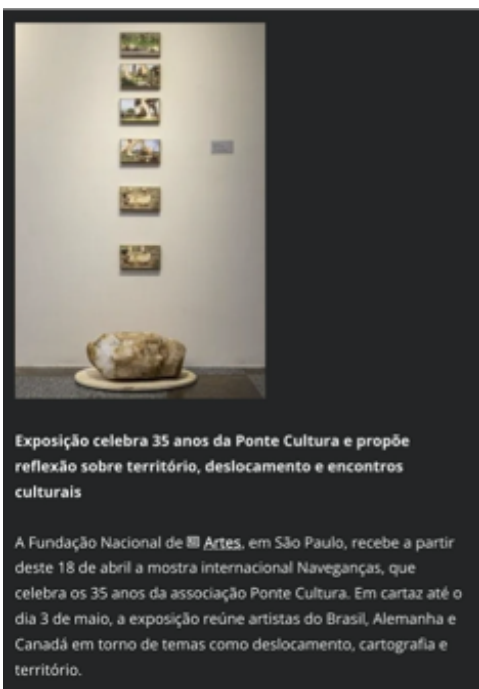 Exposição celebra 35 anos da Ponte Cultura e propõe
reflexão sobre território, deslocamento e encontros
culturais
A Fundação Nacional de Artes, em São Paulo, recebe a partir
deste 18 de abril a mostra internacional Naveganças, que
celebra os 35 anos da associação Ponte Cultura. Em cartaz até o
dia 3 de maio, a exposição reúne artistas do Brasil, Alemanha e
Canadá em torno de temas como deslocamento, cartografia e
território.